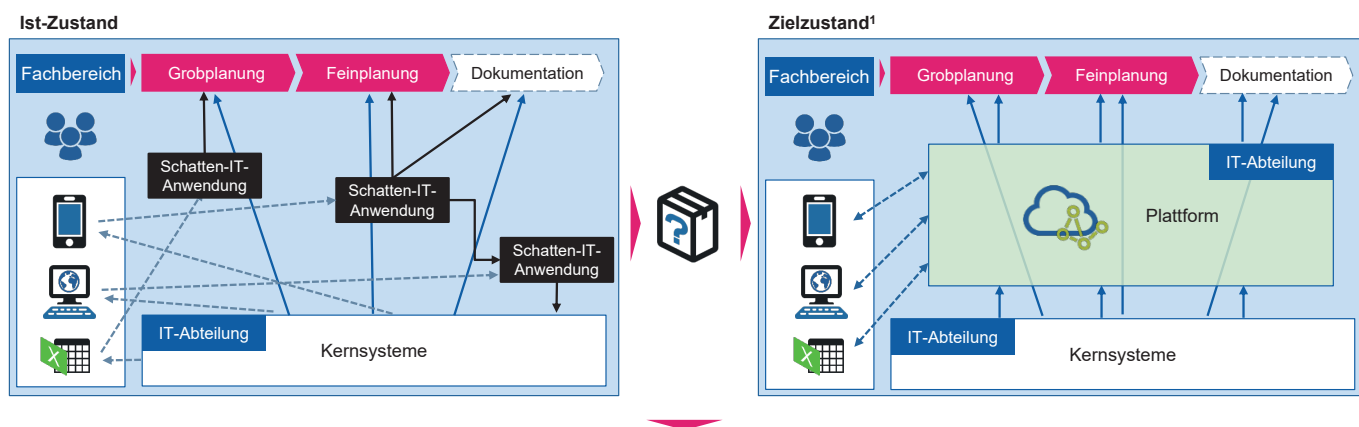 Ist-Zustand
Fachbereich
Grobplanung
Feinplanung
Dokumentation
Schatten-IT-
Anwendung
Schatten-IT-
Anwendung
Schatten-IT-
Anwendung
IT-Abteilung
Kernsysteme
?
Zielzustand¹
Fachbereich
Grobplanung
Feinplanung
Dokumentation
IT-Abteilung
Plattform
IT-Abteilung
Kernsysteme
X
X